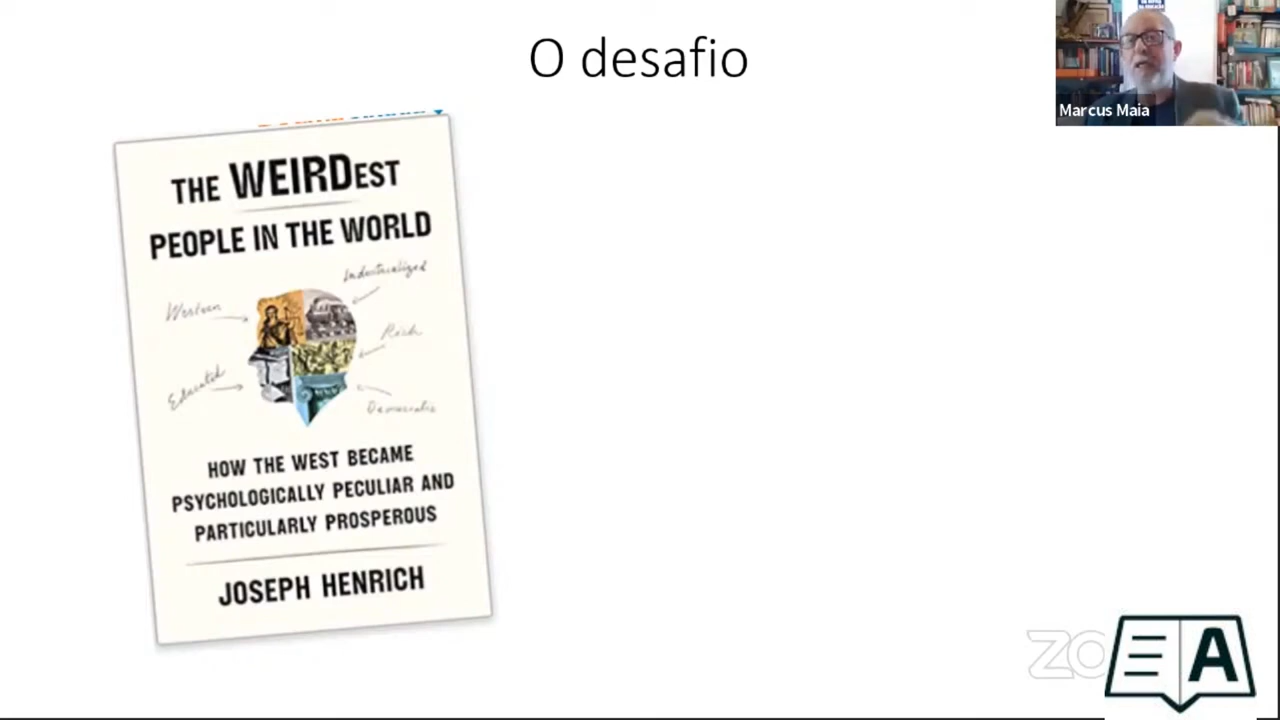 O desafio
Marcus Maia
THE WEIRDEST
PEOPLE IN THE WORLD
Industrialized
Western
Rich
Educated
Democratic
HOW THE WEST BECAME
PSYCHOLOGICALLY PECULIAR AND
PARTICULARLY PROSPEROUS
JOSEPH HENRICH
A